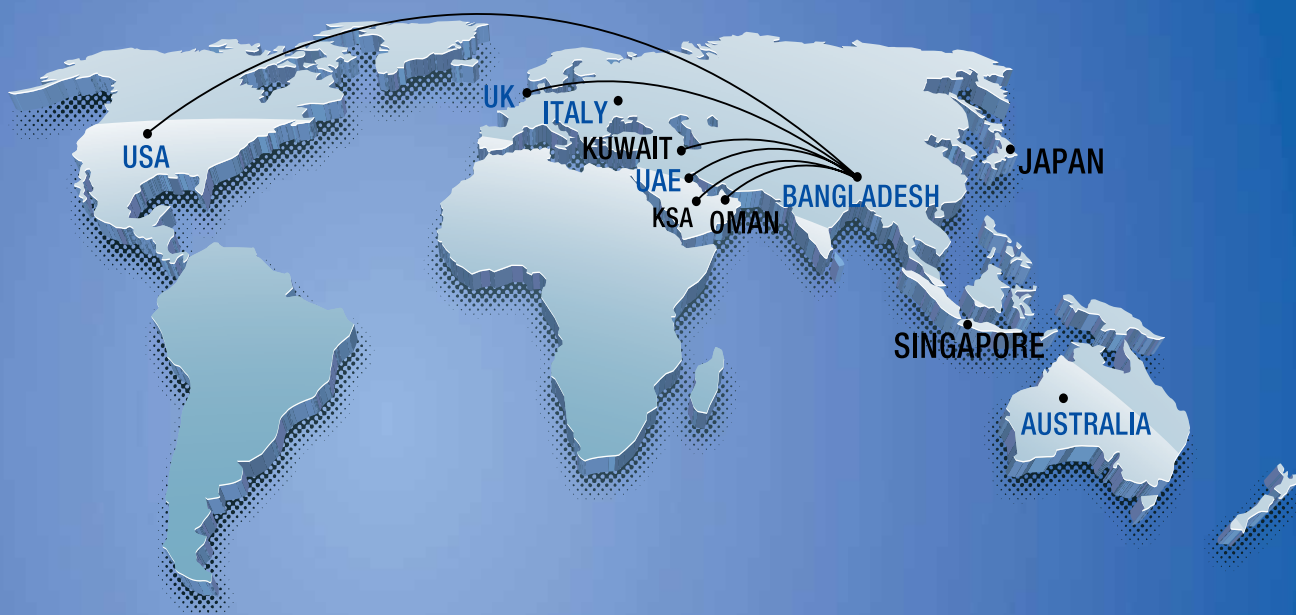 UK
ITALY
USA
KUWAIT
JAPAN
UAE
BANGLADESH
KSA
OMAN
SINGAPORE
AUSTRALIA